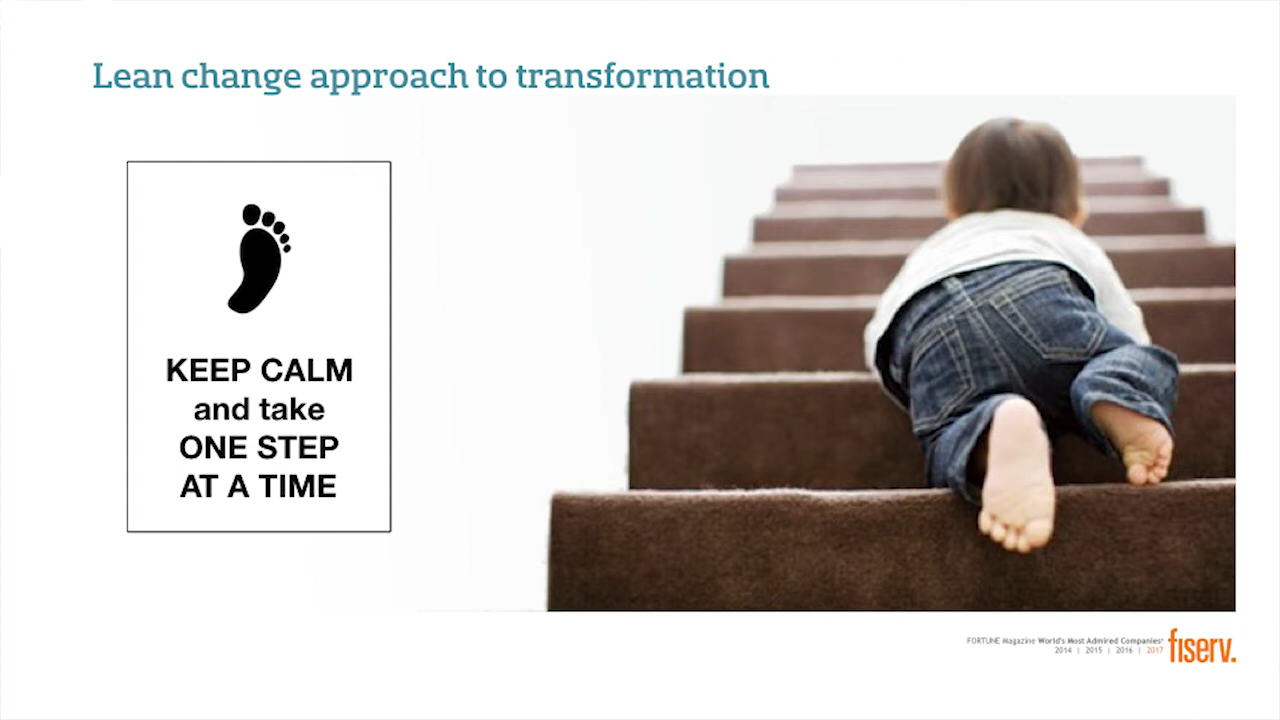 Lean change approach to transformation
KEEP CALM
and take
ONE STEP
AT A TIME
FORTUNE Magazine World's Most Admired Companies®
2014 | 2015 | 2016 | 2017
fiserv.